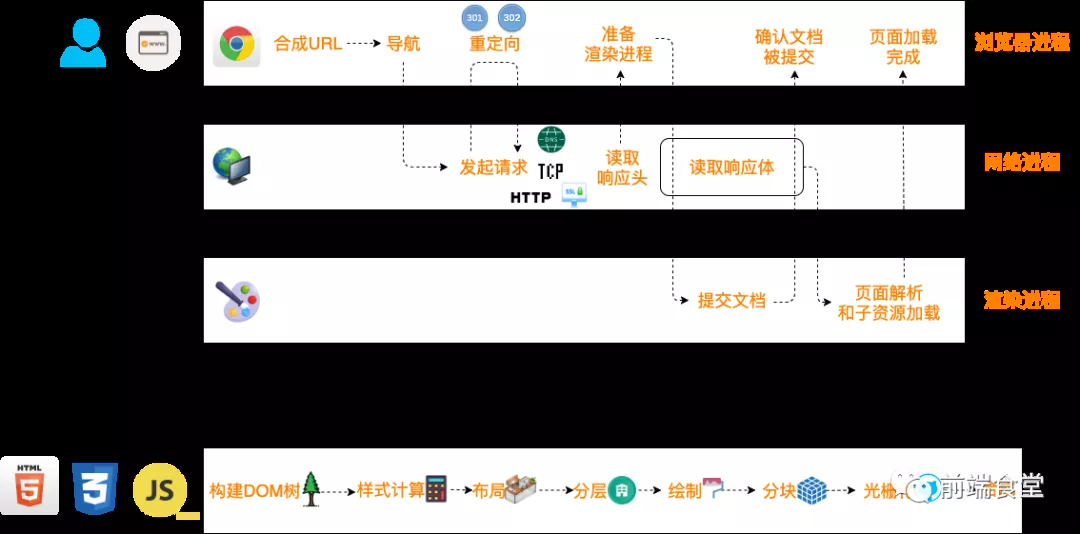 301
302
合成URL
导航
重定向
准备
渲染进程
确认文档
被提交
页面加载
完成
浏览器进程
WWW
发起请求
DNS
TCP
HTTP
SSL
读取
响应头
读取响应体
网络进程
提交文档
页面解析
和子资源加载
渲染进程
HTML
5
3
JS
构建DOM树
样式计算
布局
分层
绘制
分块
光栅
前端食堂